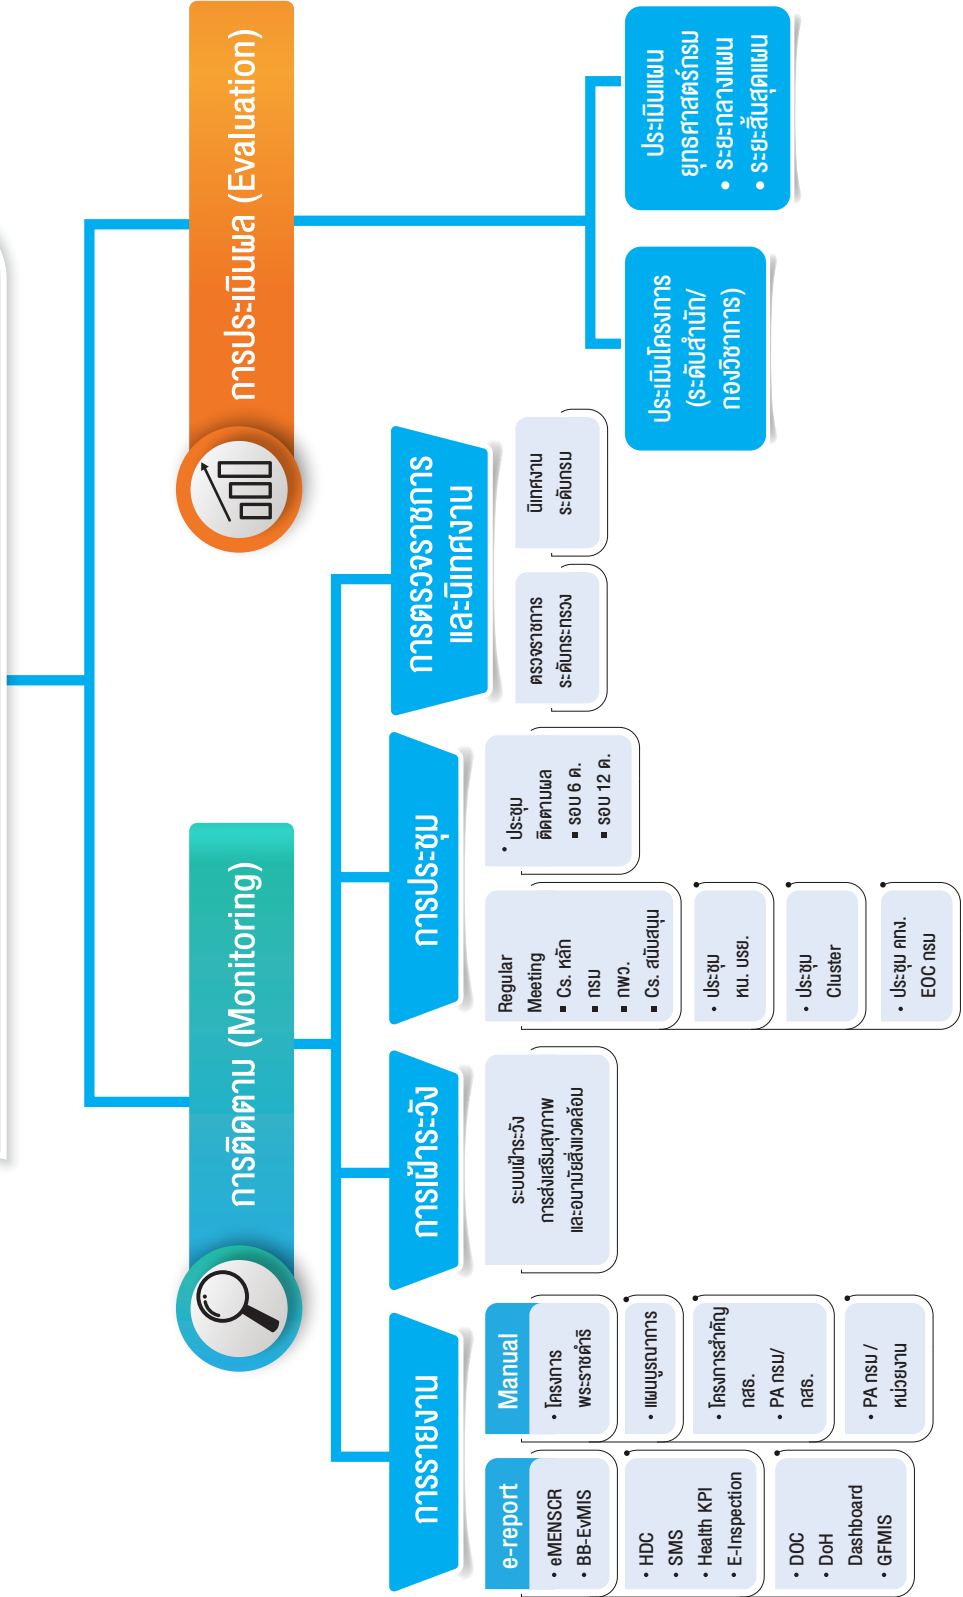 การติดตาม (Monitoring)
การประเมินผล (Evaluation)
การรายงาน
e-report
• eMENSCR
• BB-EvMIS
• HDC
• SMS
• Health KPI
• E-Inspection
• DOC
• DoH
Dashboard
• GFMIS
Manual
• โครงการ
พระราชดำริ
• แผนบูรณาการ
• โครงการสำคัญ
กสธ.
• PA กรม/
กสธ.
• PA กรม /
หน่วยงาน
การเฝ้าระวัง
ระบบเฝ้าระวัง
การส่งเสริมสุขภาพ
และอนามัยสิ่งแวดล้อม
การประชุม
Regular
Meeting
▪ Cs. หลัก
▪ กรม
▪ กพว.
▪ Cs. สนับสนุน
• ประชุม
หน. บรย.
• ประชุม
Cluster
• ประชุม คทง.
EOC กรม
• ประชุม
ติดตามผล
▪ รอบ 6 ด.
▪ รอบ 12 ด.
การตรวจราชการ
และนิเทศงาน
ตรวจราชการ
ระดับกระทรวง
นิเทศงาน
ระดับกรม
ประเมินโครงการ
(ระดับสำนัก/
กองวิชาการ)
ประเมินแผน
ยุทธศาสตร์กรม
• ระยะกลางแผน
• ระยะสิ้นสุดแผน